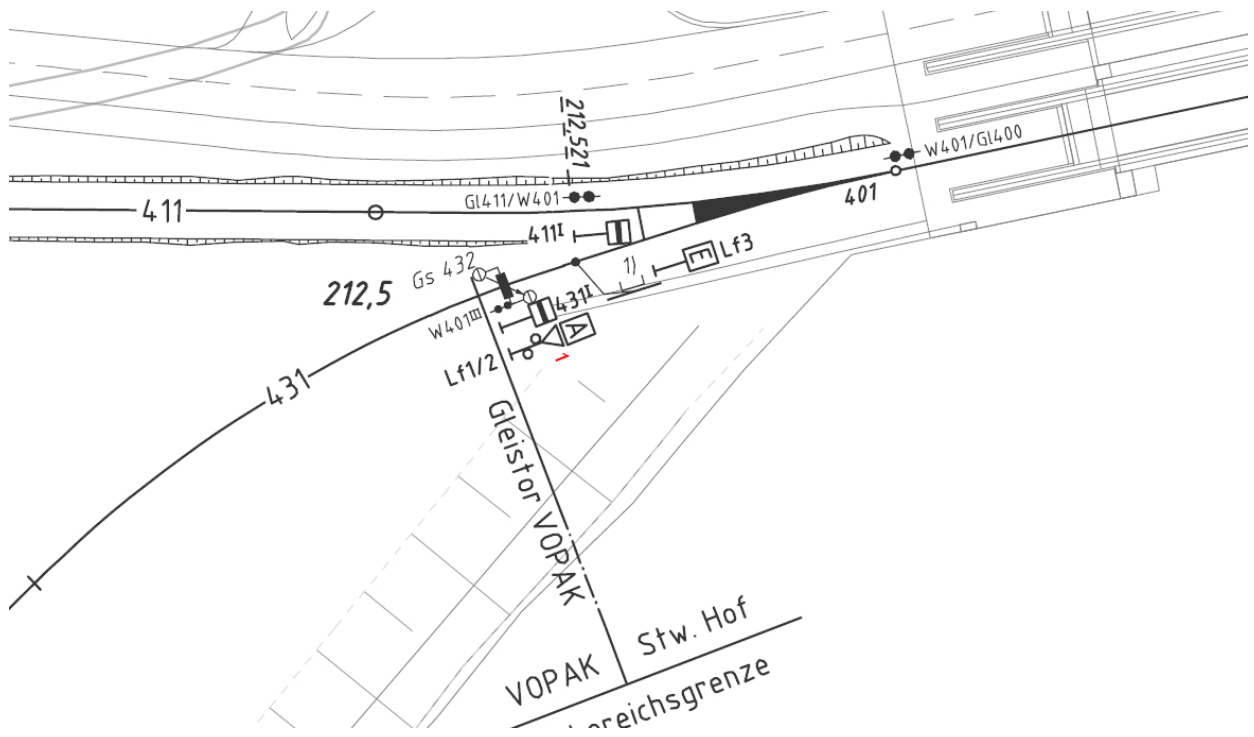 212,521
W401/Gl400
Gl411/W401
401
411
411ᴵ
Lf3
E
1)
Gs 432
212,5
431ᴵ
W401ᴵᴵᴵ
A
1
Lf1/2
431
Gleistor VOPAK
Stw. Hof
VOPAK
bereichsgrenze